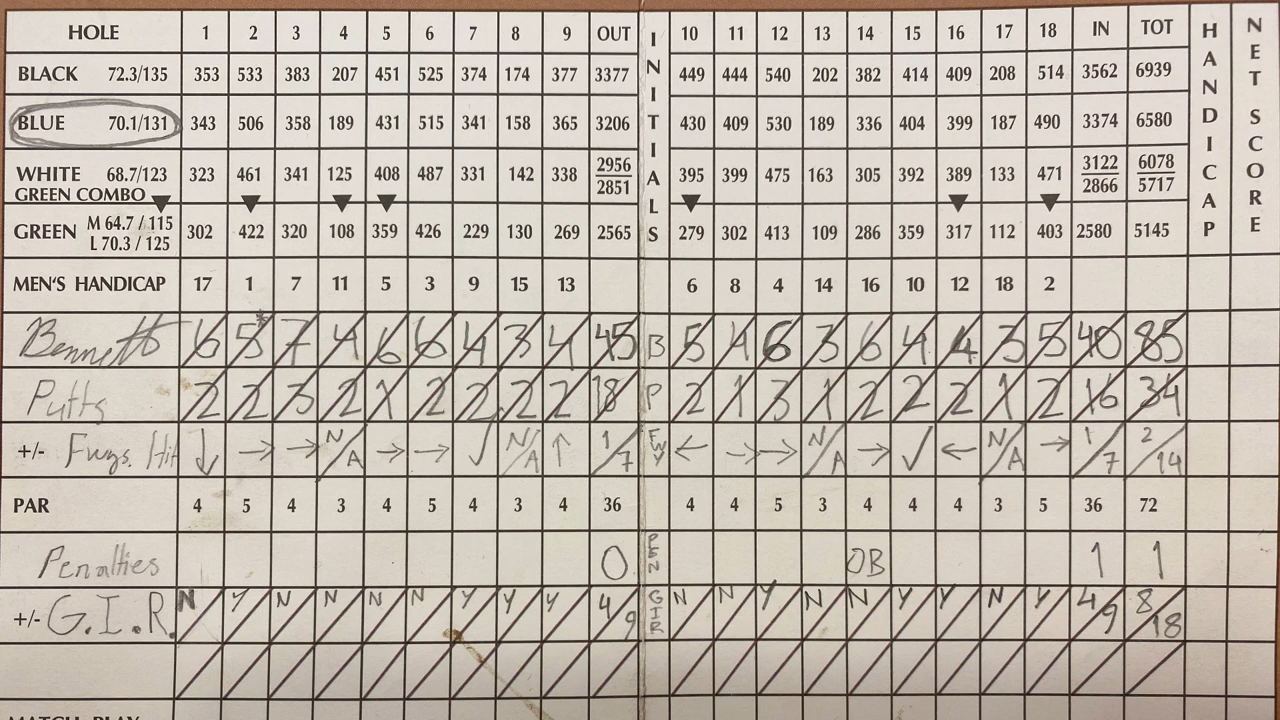 HOLE 1 2 3 4 5 6 7 8 9 OUT INITIALS 10 11 12 13 14 15 16 17 18 IN TOT HANDICAP NET SCORE
BLACK 72.3/135 353 533 383 207 451 525 374 174 377 3377 449 444 540 202 382 414 409 208 514 3562 6939
BLUE 70.1/131 343 506 358 189 431 515 341 158 365 3206 430 409 530 189 336 404 399 187 490 3374 6580
WHITE 68.7/123 323 461 341 125 408 487 331 142 338 2956 395 399 475 163 305 392 389 133 471 3122 6078
GREEN COMBO 2851 2866 5717
GREEN M 64.7 / 115 L 70.3 / 125 302 422 320 108 359 426 229 130 269 2565 279 302 413 109 286 359 317 112 403 2580 5145
MEN'S HANDICAP 17 1 7 11 5 3 9 15 13 6 8 4 14 16 10 12 18 2
Bennett 6 5* 7 4 6 6 4 3 4 45 B 5 4 6 3 6 4 4 3 5 40 85
Putts 2 2 3 2 1 2 2 2 2 18 P 2 1 3 1 2 2 2 1 2 16 34
+/- Fwys. Hit ↓ → → N/A → → ✓ N/A ↑ 1/7 FWY ← → → N/A → ✓ ← N/A → 1/7 2/14
PAR 4 5 4 3 4 5 4 3 4 36 4 4 5 3 4 4 4 3 5 36 72
Penalties 0 PEN OB 1 1
+/- G.I.R. N Y N N N N Y Y Y 4/9 GIR N N Y N N Y Y N Y 4/9 8/18